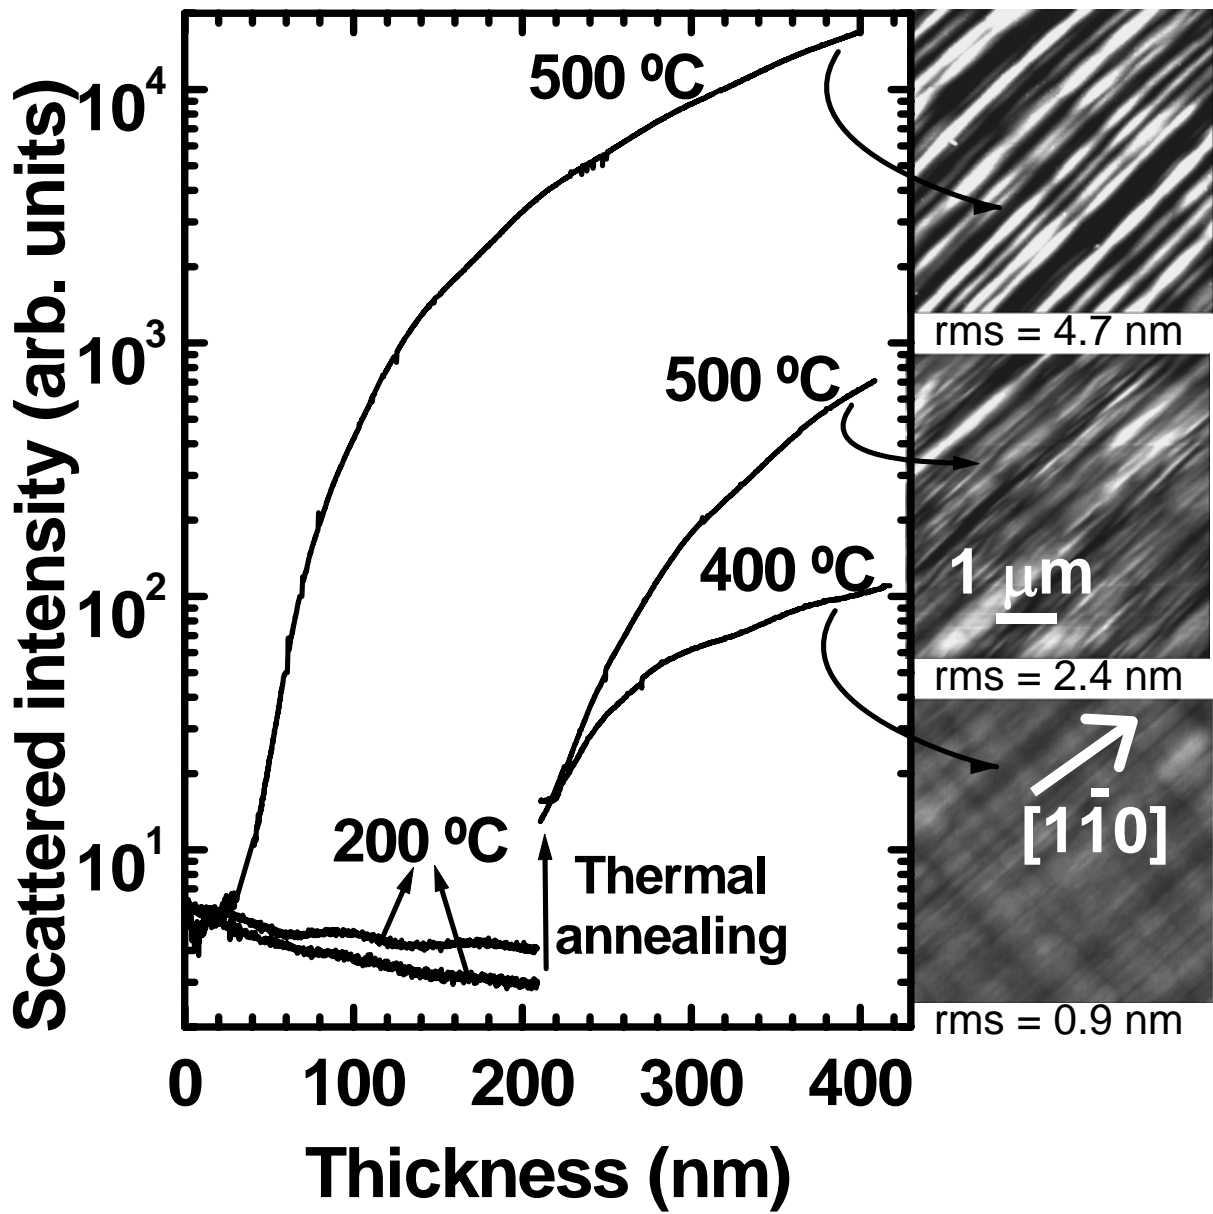 Scattered intensity (arb. units)
10⁴
10³
10²
10¹
500 ºC
500 ºC
400 ºC
200 ºC
Thermal
annealing
0 100 200 300 400
Thickness (nm)
rms = 4.7 nm
1 μm
rms = 2.4 nm
[11̄0]
rms = 0.9 nm